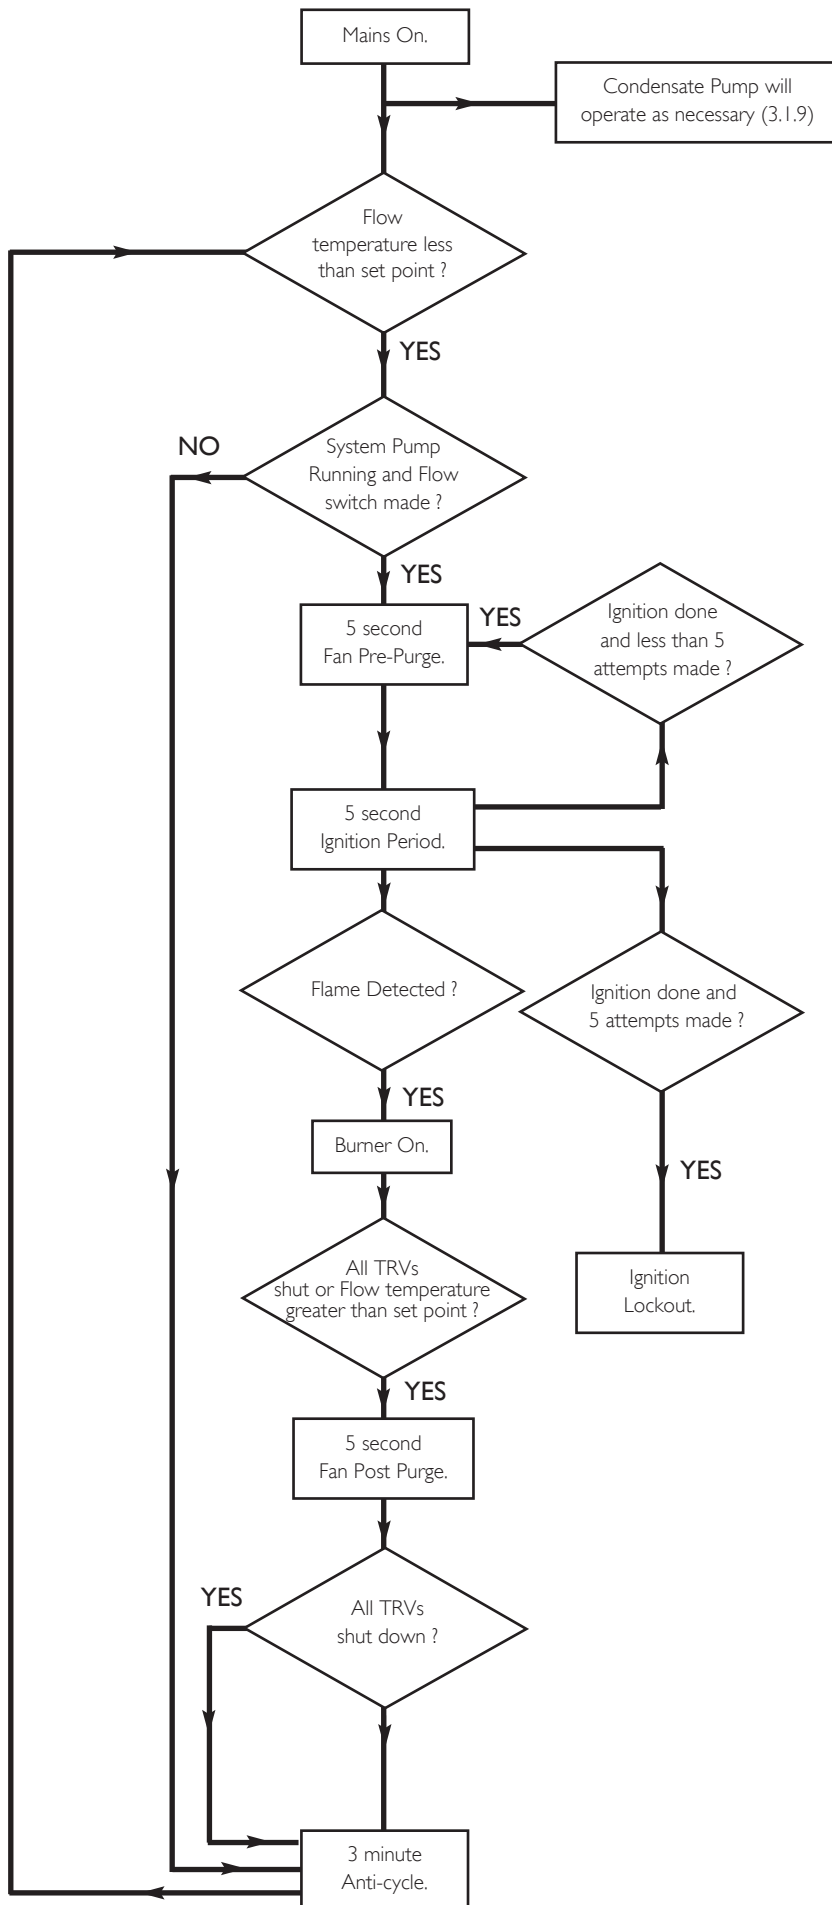 Mains On.
Condensate Pump will
operate as necessary (3.1.9)
Flow
temperature less
than set point ?
YES
NO
System Pump
Running and Flow
switch made ?
YES
YES
5 second
Fan Pre-Purge.
Ignition done
and less than 5
attempts made ?
5 second
Ignition Period.
Flame Detected ?
Ignition done and
5 attempts made ?
YES
Burner On.
YES
All TRVs
shut or Flow temperature
greater than set point ?
Ignition
Lockout.
YES
5 second
Fan Post Purge.
YES
All TRVs
shut down ?
3 minute
Anti-cycle.